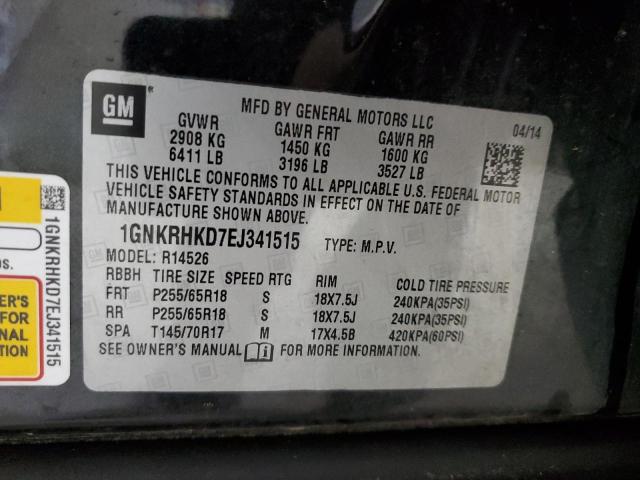 GM
MFD BY GENERAL MOTORS LLC
04/14
GVWR GAWR FRT GAWR RR
2908 KG 1450 KG 1600 KG
6411 LB 3196 LB 3527 LB
THIS VEHICLE CONFORMS TO ALL APPLICABLE U.S. FEDERAL MOTOR
VEHICLE SAFETY STANDARDS IN EFFECT ON THE DATE OF
MANUFACTURE SHOWN ABOVE.
1GNKRHKD7EJ341515 TYPE: M.P.V.
MODEL: R14526
RBBH TIRE SIZE SPEED RTG RIM COLD TIRE PRESSURE
FRT P255/65R18 S 18X7.5J 240KPA(35PSI)
RR P255/65R18 S 18X7.5J 240KPA(35PSI)
SPA T145/70R17 M 17X4.5B 420KPA(60PSI)
SEE OWNER'S MANUAL FOR MORE INFORMATION.
1GNKRHKD7EJ341515